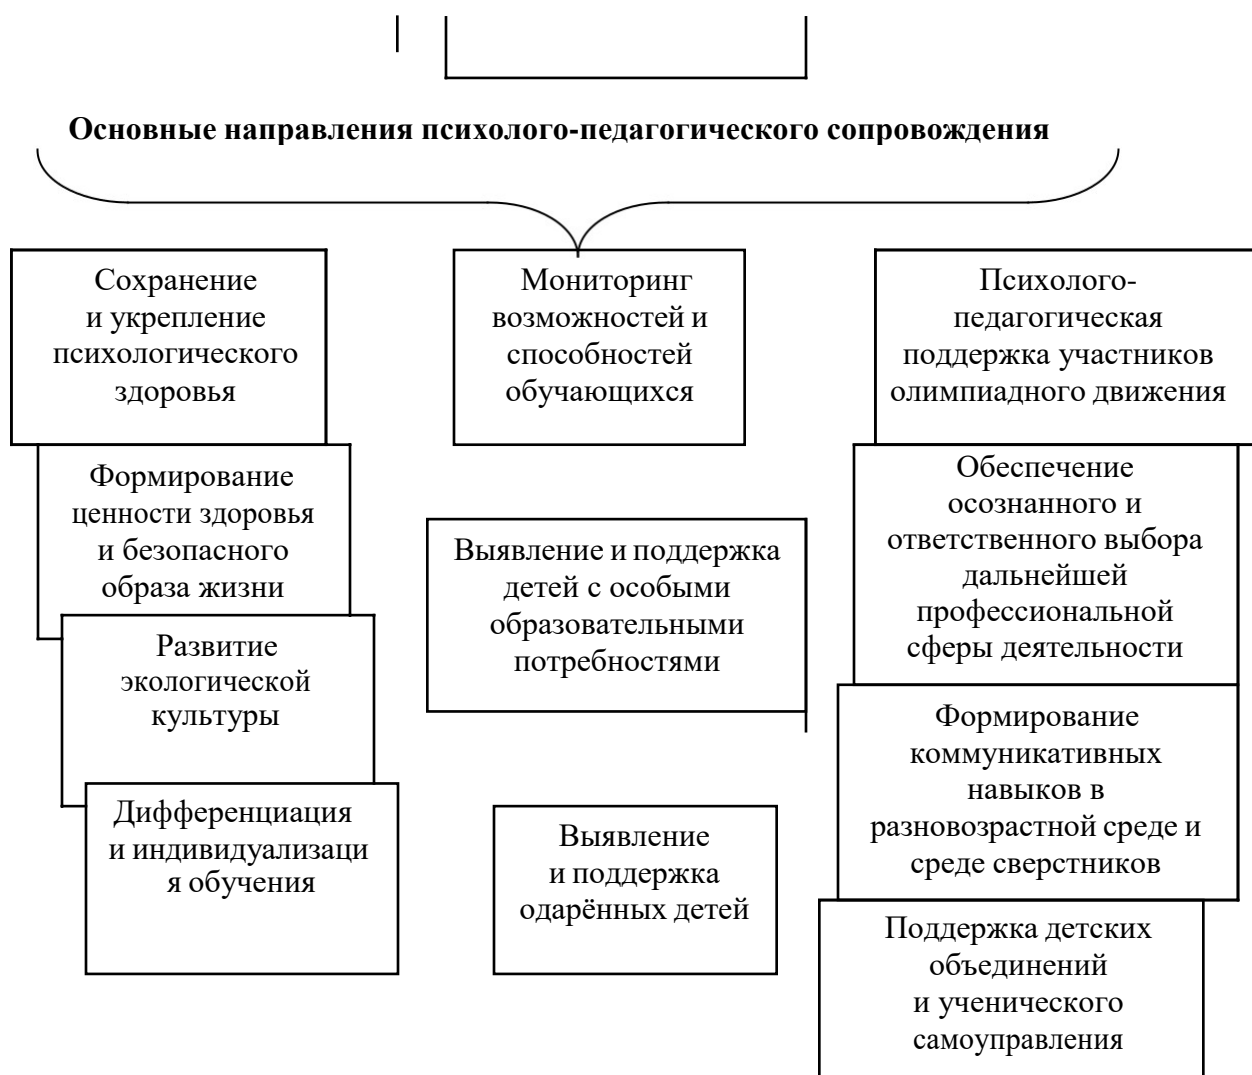 Основные направления психолого-педагогического сопровождения
Сохранение
и укрепление
психологического
здоровья
Формирование
ценности здоровья
и безопасного
образа жизни
Развитие
экологической
культуры
Дифференциация
и индивидуализаци
я обучения
Мониторинг
возможностей и
способностей
обучающихся
Выявление и поддержка
детей с особыми
образовательными
потребностями
Выявление
и поддержка
одарённых детей
Психолого-
педагогическая
поддержка участников
олимпиадного движения
Обеспечение
осознанного и
ответственного выбора
дальнейшей
профессиональной
сферы деятельности
Формирование
коммуникативных
навыков в
разновозрастной среде и
среде сверстников
Поддержка детских
объединений
и ученического
самоуправления